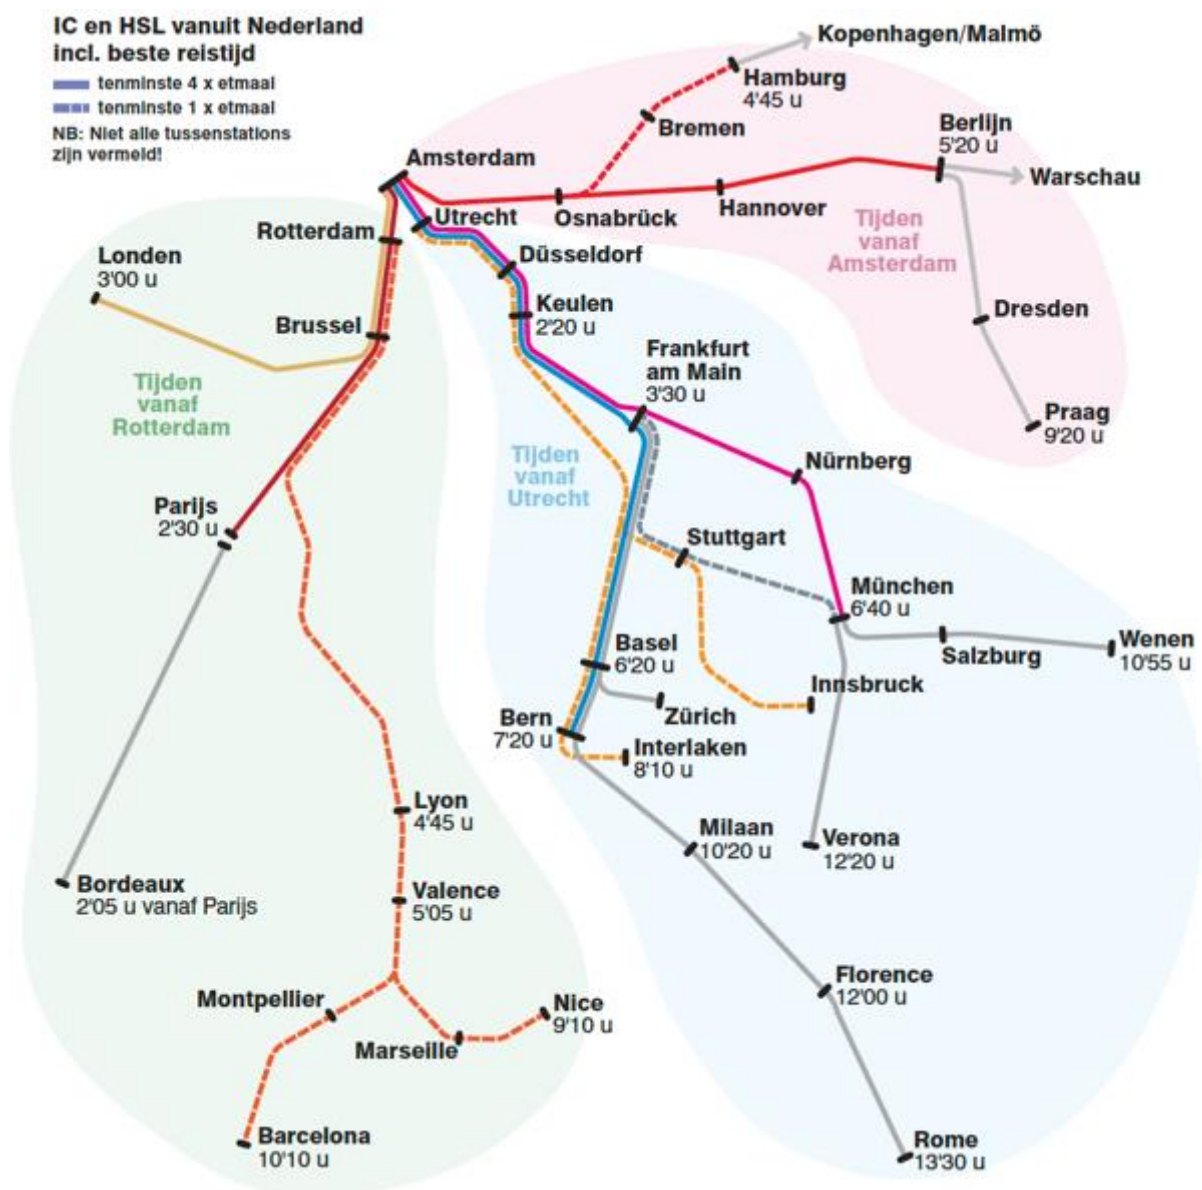 IC en HSL vanuit Nederland
incl. beste reistijd
tenminste 4 x etmaal
tenminste 1 x etmaal
NB: Niet alle tussenstations
zijn vermeld!
Kopenhagen/Malmö
Hamburg
4'45 u
Bremen
Berlijn
5'20 u
Warschau
Amsterdam
Osnabrück
Hannover
Tijden
vanaf
Amsterdam
Utrecht
Rotterdam
Londen
3'00 u
Düsseldorf
Keulen
2'20 u
Dresden
Brussel
Frankfurt
am Main
3'30 u
Tijden
vanaf
Rotterdam
Praag
9'20 u
Tijden
vanaf
Utrecht
Nürnberg
Parijs
2'30 u
Stuttgart
München
6'40 u
Basel
6'20 u
Salzburg
Wenen
10'55 u
Innsbruck
Zürich
Bern
7'20 u
Interlaken
8'10 u
Lyon
4'45 u
Milaan
10'20 u
Verona
12'20 u
Bordeaux
2'05 u vanaf Parijs
Valence
5'05 u
Florence
12'00 u
Montpellier
Nice
9'10 u
Marseille
Barcelona
10'10 u
Rome
13'30 u